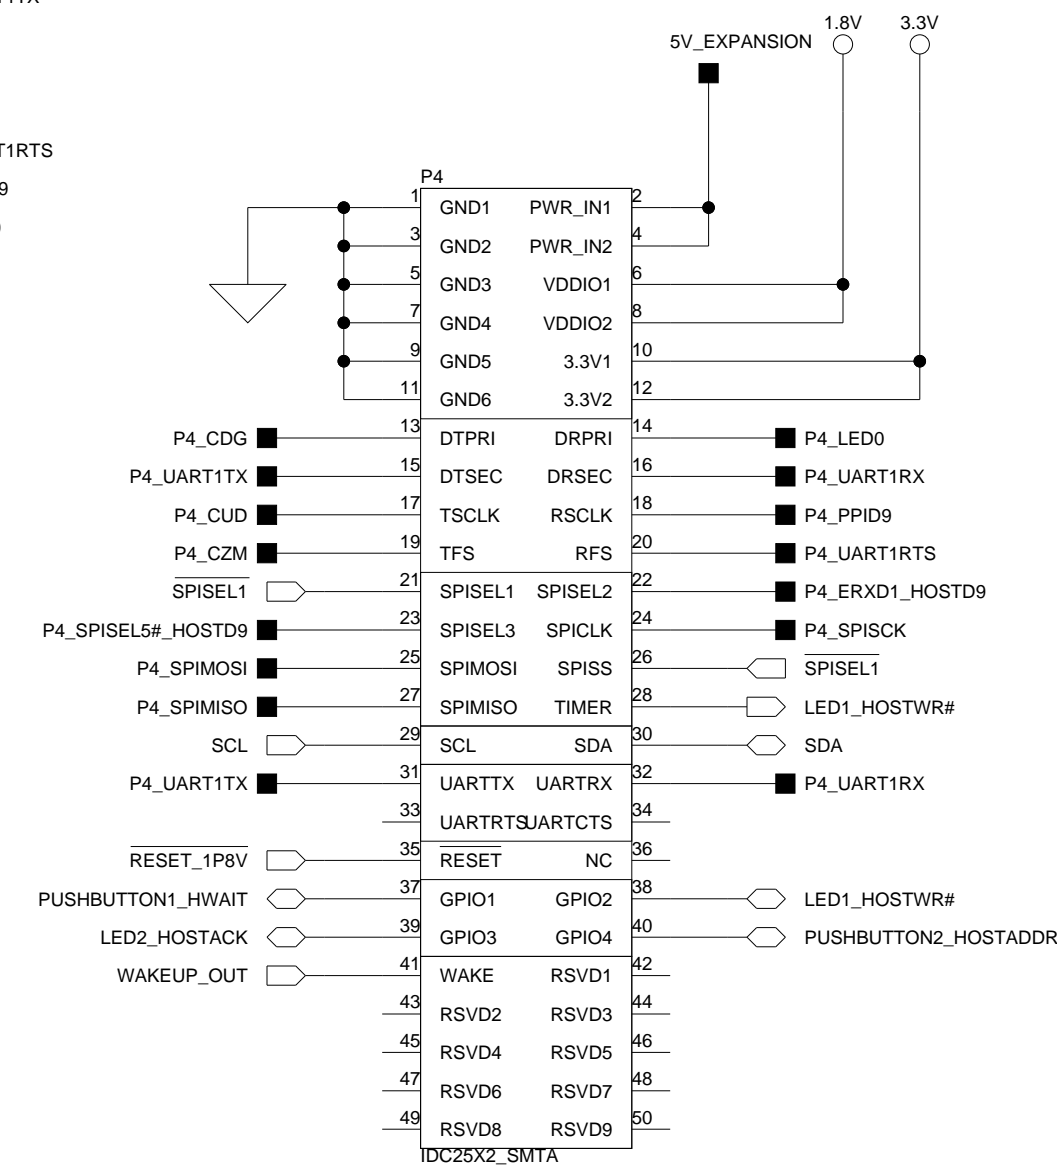 1.8V 3.3V
5V_EXPANSION
T1RTS
9
P4
1 GND1 PWR_IN1 2
3 GND2 PWR_IN2 4
5 GND3 VDDIO1 6
7 GND4 VDDIO2 8
9 GND5 3.3V1 10
11 GND6 3.3V2 12
P4_CDG 13 DTPRI DRPRI 14 P4_LED0
P4_UART1TX 15 DTSEC DRSEC 16 P4_UART1RX
P4_CUD 17 TSCLK RSCLK 18 P4_PPID9
P4_CZM 19 TFS RFS 20 P4_UART1RTS
SPISEL1 21 SPISEL1 SPISEL2 22 P4_ERXD1_HOSTD9
P4_SPISEL5#_HOSTD9 23 SPISEL3 SPICLK 24 P4_SPISCK
P4_SPIMOSI 25 SPIMOSI SPISS 26 SPISEL1
P4_SPIMISO 27 SPIMISO TIMER 28 LED1_HOSTWR#
SCL 29 SCL SDA 30 SDA
P4_UART1TX 31 UARTTX UARTRX 32 P4_UART1RX
33 UARTRTS UARTCTS 34
RESET_1P8V 35 RESET NC 36
PUSHBUTTON1_HWAIT 37 GPIO1 GPIO2 38 LED1_HOSTWR#
LED2_HOSTACK 39 GPIO3 GPIO4 40 PUSHBUTTON2_HOSTADDR
WAKEUP_OUT 41 WAKE RSVD1 42
43 RSVD2 RSVD3 44
45 RSVD4 RSVD5 46
47 RSVD6 RSVD7 48
49 RSVD8 RSVD9 50
IDC25X2_SMTA